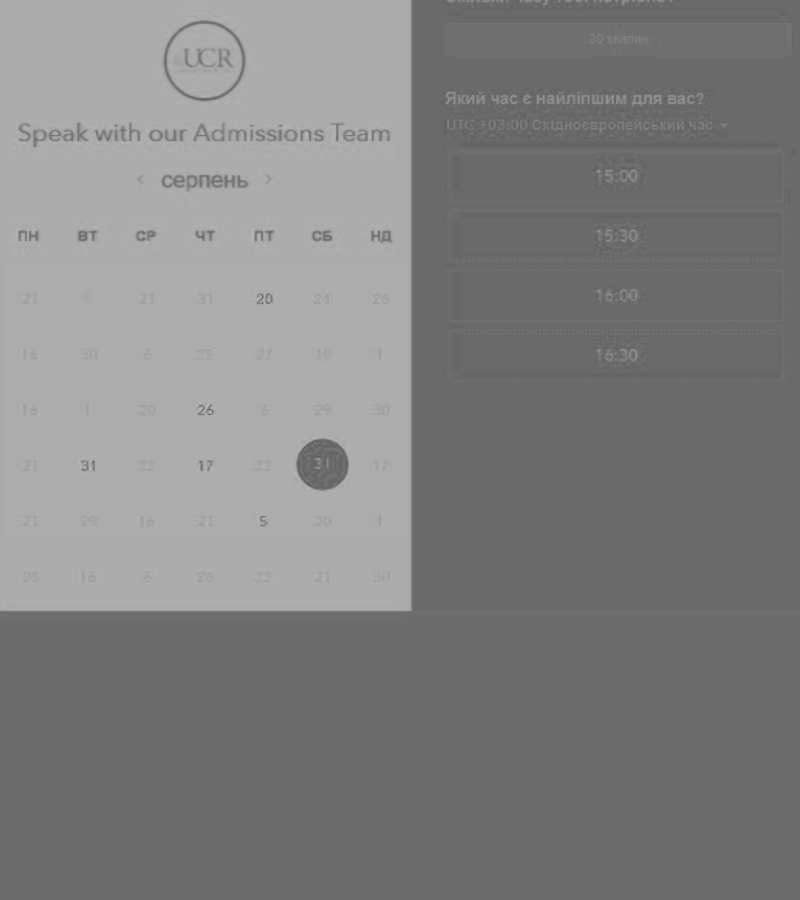 UCR
Speak with our Admissions Team
серпень
ПН ВТ СР ЧТ ПТ СБ НД
21 21 31 20 24 26
16 30 6 25 27 19 1
16 1 20 26 6 29 30
21 31 22 17 22 31 17
21 29 16 21 5 20 1
28 16 6 26 22 21 30
30 хвилин
Який час є найліпшим для вас?
UTC +03:00 Східноєвропейський час
15:00
15:30
16:00
16:30